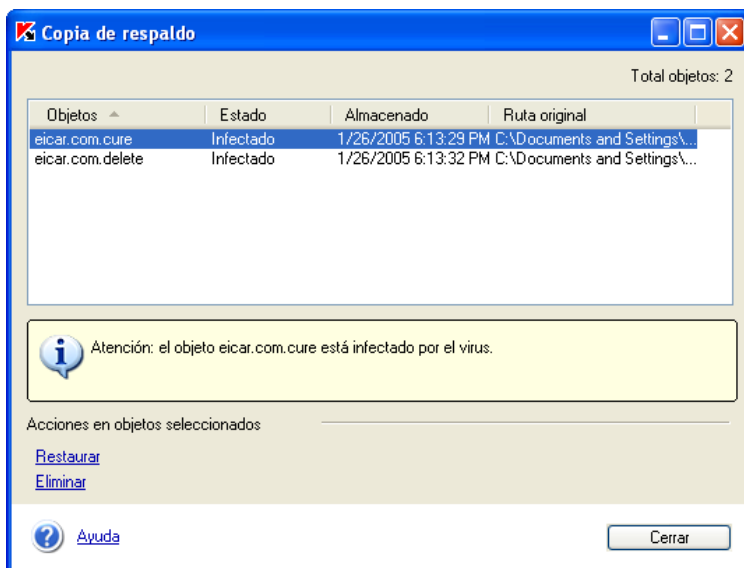 Copia de respaldo
Total objetos: 2
Objetos Estado Almacenado Ruta original
eicar.com.cure Infectado 1/26/2005 6:13:29 PM C:\Documents and Settings\...
eicar.com.delete Infectado 1/26/2005 6:13:32 PM C:\Documents and Settings\...
Atención: el objeto eicar.com.cure está infectado por el virus.
Acciones en objetos seleccionados
Restaurar
Eliminar
Ayuda
Cerrar